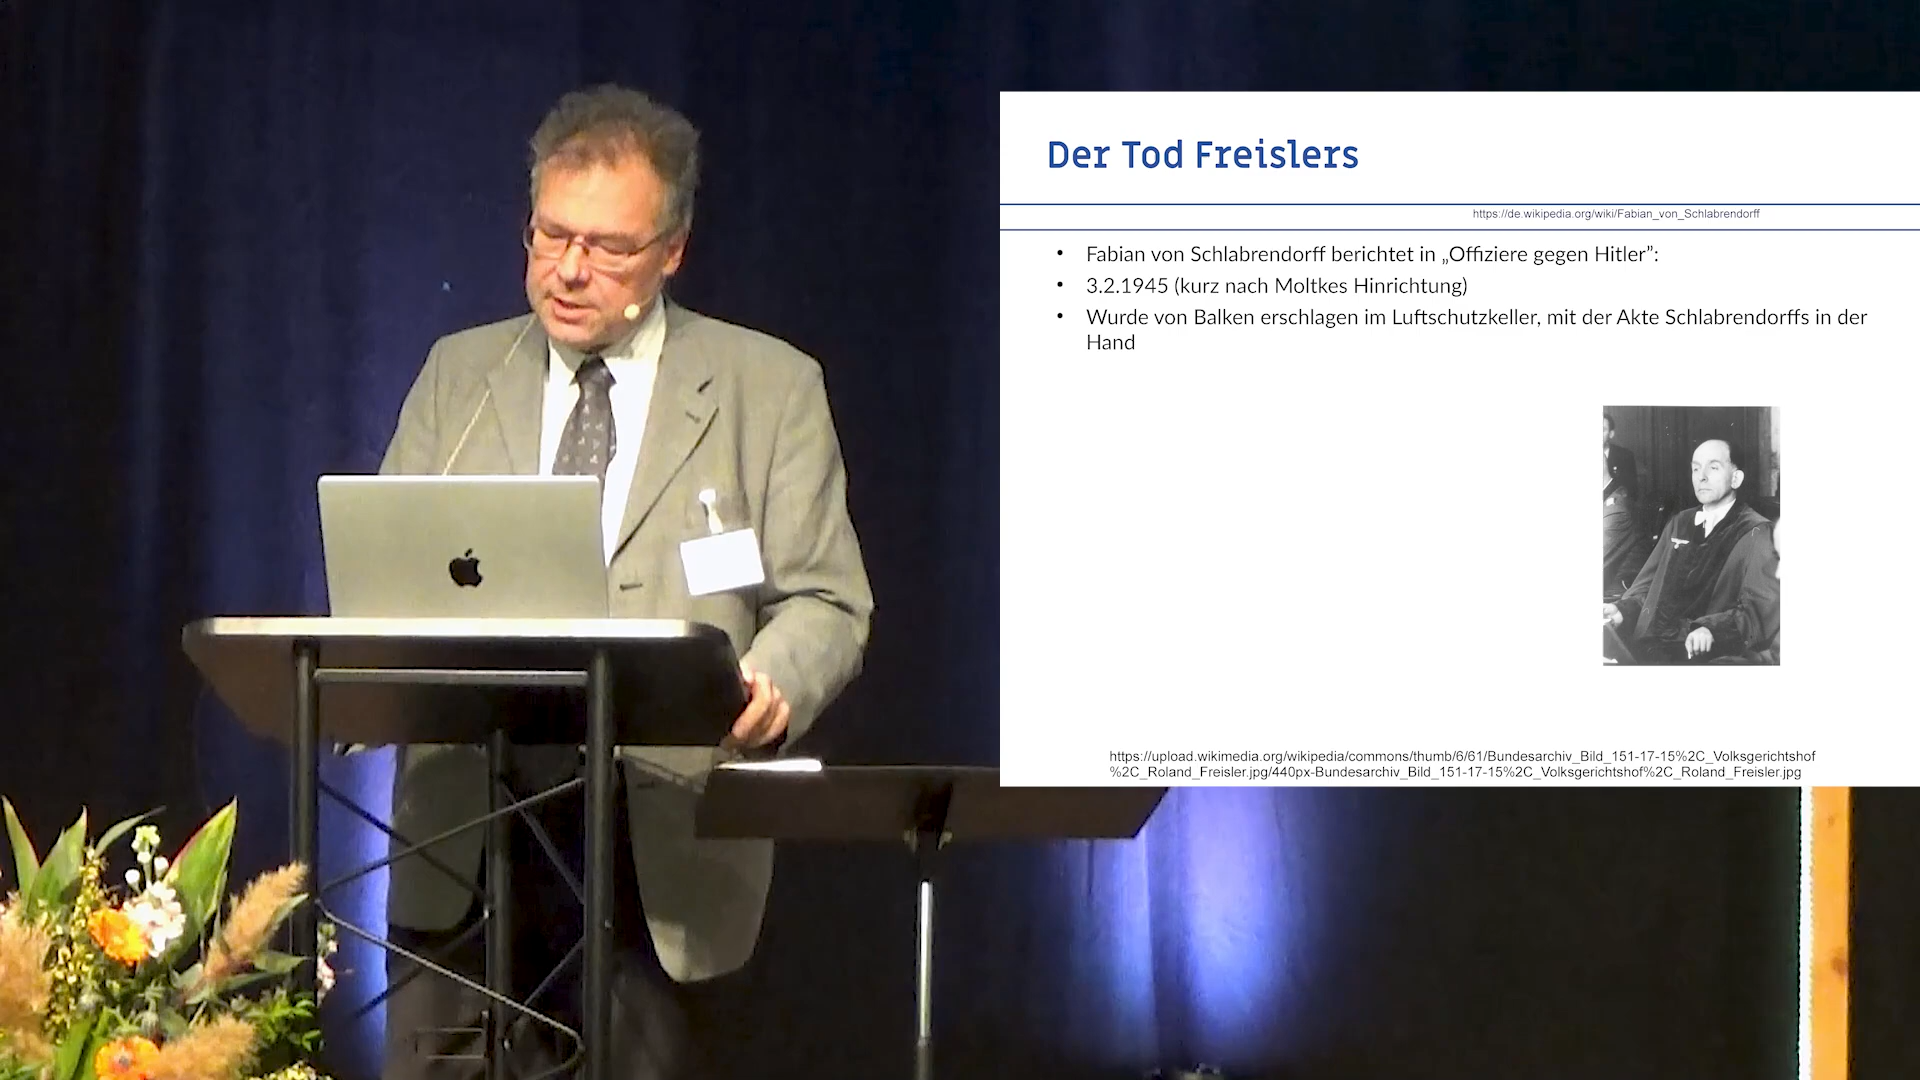 Der Tod Freislers
https://de.wikipedia.org/wiki/Fabian_von_Schlabrendorff
• Fabian von Schlabrendorff berichtet in „Offiziere gegen Hitler”:
• 3.2.1945 (kurz nach Moltkes Hinrichtung)
• Wurde von Balken erschlagen im Luftschutzkeller, mit der Akte Schlabrendorffs in der
Hand
https://upload.wikimedia.org/wikipedia/commons/thumb/6/61/Bundesarchiv_Bild_151-17-15%2C_Volksgerichtshof
%2C_Roland_Freisler.jpg/440px-Bundesarchiv_Bild_151-17-15%2C_Volksgerichtshof%2C_Roland_Freisler.jpg